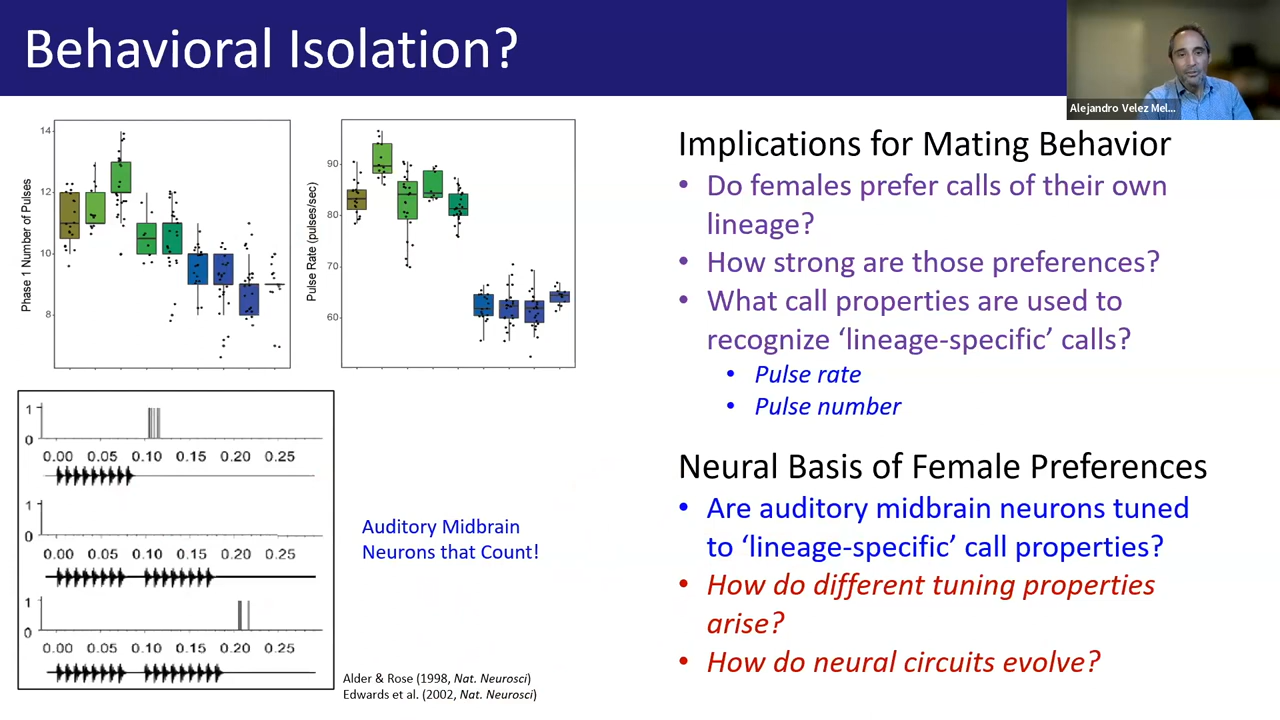 Behavioral Isolation?
Alejandro Velez Mel...
14
12
10
8
Phase 1 Number of Pulses
90
80
70
60
Pulse Rate (pulses/sec)
Implications for Mating Behavior
• Do females prefer calls of their own
lineage?
• How strong are those preferences?
• What call properties are used to
recognize ‘lineage-specific’ calls?
• Pulse rate
• Pulse number
1
0
0.00 0.05 0.10 0.15 0.20 0.25
1
0
0.00 0.05 0.10 0.15 0.20 0.25
1
0
0.00 0.05 0.10 0.15 0.20 0.25
Auditory Midbrain
Neurons that Count!
Alder & Rose (1998, Nat. Neurosci)
Edwards et al. (2002, Nat. Neurosci)
Neural Basis of Female Preferences
• Are auditory midbrain neurons tuned
to ‘lineage-specific’ call properties?
• How do different tuning properties
arise?
• How do neural circuits evolve?